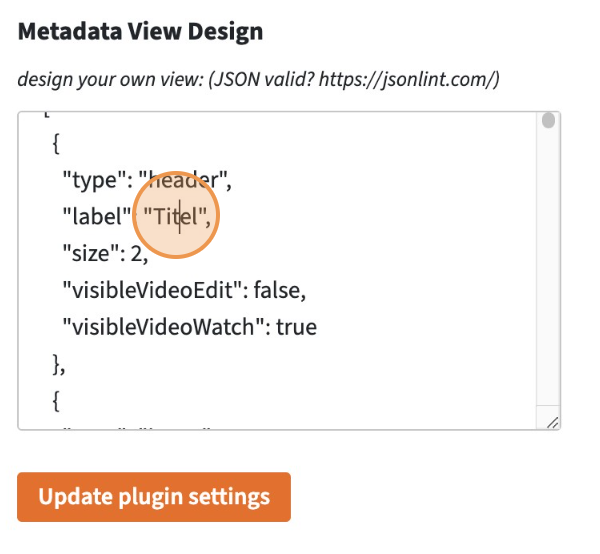 Metadata View Design
design your own view: (JSON valid? https://jsonlint.com/)
{
"type": "header",
"label": "Titel",
"size": 2,
"visibleVideoEdit": false,
"visibleVideoWatch": true
},
{
Update plugin settings